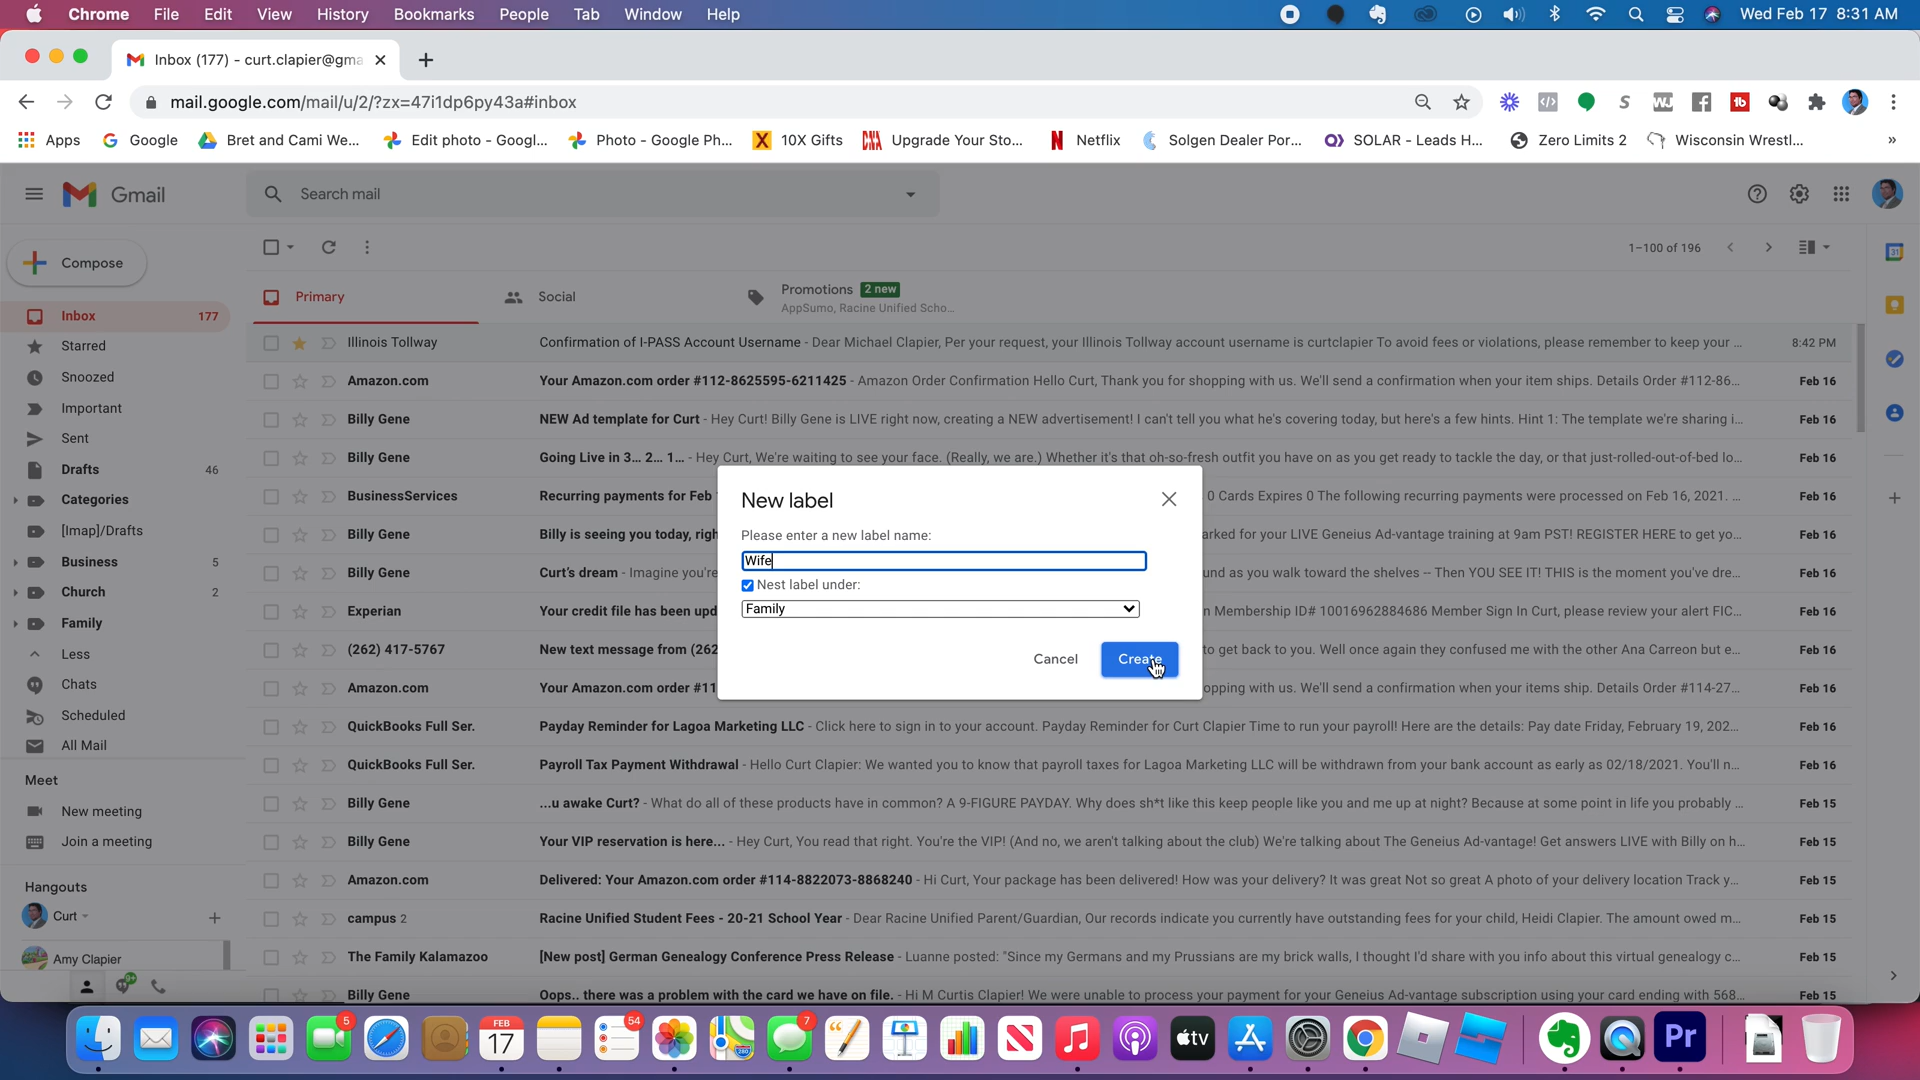 Chrome File Edit View History Bookmarks People Tab Window Help Wed Feb 17 8:31 AM
Inbox (177) - curt.clapier@gma
mail.google.com/mail/u/2/?zx=47i1dp6py43a#inbox
Apps Google Bret and Cami We... Edit photo - Googl... Photo - Google Ph... 10X Gifts Upgrade Your Sto... Netflix Solgen Dealer Por... SOLAR - Leads H... Zero Limits 2 Wisconsin Wrestl... »
Gmail Search mail
Compose 1–100 of 196
Primary Social Promotions 2 new
AppSumo, Racine Unified Scho...
Inbox 177
Starred
Snoozed
Important
Sent
Drafts 46
Categories
[Imap]/Drafts
Business 5
Church 2
Family
Less
Chats
Scheduled
All Mail
Meet
New meeting
Join a meeting
Hangouts
Curt
Amy Clapier
Illinois Tollway Confirmation of I-PASS Account Username - Dear Michael Clapier, Per your request, your Illinois Tollway account username is curtclapier To avoid fees or violations, please remember to keep your ... 8:42 PM
Amazon.com Your Amazon.com order #112-8625595-6211425 - Amazon Order Confirmation Hello Curt, Thank you for shopping with us. We'll send a confirmation when your item ships. Details Order #112-86... Feb 16
Billy Gene NEW Ad template for Curt - Hey Curt! Billy Gene is LIVE right now, creating a NEW advertisement! I can't tell you what he's covering today, but here's a few hints. Hint 1: The template we're sharing i... Feb 16
Billy Gene Going Live in 3... 2... 1... - Hey Curt, We're waiting to see your face. (Really, we are.) Whether it's that oh-so-fresh outfit you have on as you get ready to tackle the day, or that just-rolled-out-of-bed lo... Feb 16
BusinessServices Recurring payments for Feb 0 Cards Expires 0 The following recurring payments were processed on Feb 16, 2021. ... Feb 16
Billy Gene Billy is seeing you today, righ arked for your LIVE Geneius Ad-vantage training at 9am PST! REGISTER HERE to get yo... Feb 16
Billy Gene Curt's dream - Imagine you're und as you walk toward the shelves -- Then YOU SEE IT! THIS is the moment you've dre... Feb 16
Experian Your credit file has been upd n Membership ID# 10016962884686 Member Sign In Curt, please review your alert FIC... Feb 16
(262) 417-5767 New text message from (262 to get back to you. Well once again they confused me with the other Ana Carreon but e... Feb 16
Amazon.com Your Amazon.com order #11 opping with us. We'll send a confirmation when your items ship. Details Order #114-27... Feb 16
QuickBooks Full Ser. Payday Reminder for Lagoa Marketing LLC - Click here to sign in to your account. Payday Reminder for Curt Clapier Time to run your payroll! Here are the details: Pay date Friday, February 19, 202... Feb 16
QuickBooks Full Ser. Payroll Tax Payment Withdrawal - Hello Curt Clapier: We wanted you to know that payroll taxes for Lagoa Marketing LLC will be withdrawn from your bank account as early as 02/18/2021. You'll n... Feb 16
Billy Gene ...u awake Curt? - What do all of these products have in common? A 9-FIGURE PAYDAY. Why does sh*t like this keep people like you and me up at night? Because at some point in life you probably ... Feb 15
Billy Gene Your VIP reservation is here... - Hey Curt, You read that right. You're the VIP! (And no, we aren't talking about the club) We're talking about The Geneius Ad-vantage! Get answers LIVE with Billy on h... Feb 15
Amazon.com Delivered: Your Amazon.com order #114-8822073-8868240 - Hi Curt, Your package has been delivered! How was your delivery? It was great Not so great A photo of your delivery location Track y... Feb 15
campus 2 Racine Unified Student Fees - 20-21 School Year - Dear Racine Unified Parent/Guardian, Our records indicate you currently have outstanding fees for your child, Heidi Clapier. The amount owed m... Feb 15
The Family Kalamazoo [New post] German Genealogy Conference Press Release - Luanne posted: "Since my Germans and my Prussians are my brick walls, I thought I'd share with you info about this virtual genealogy c... Feb 15
Billy Gene Oops.. there was a problem with the card we have on file. - Hi M Curtis Clapier! We were unable to process your payment for your Geneius Ad-vantage subscription using your card ending with 568... Feb 15
New label
Please enter a new label name:
Wife
Nest label under:
Family
Cancel Create
5 FEB 17 54 7 tv Pr